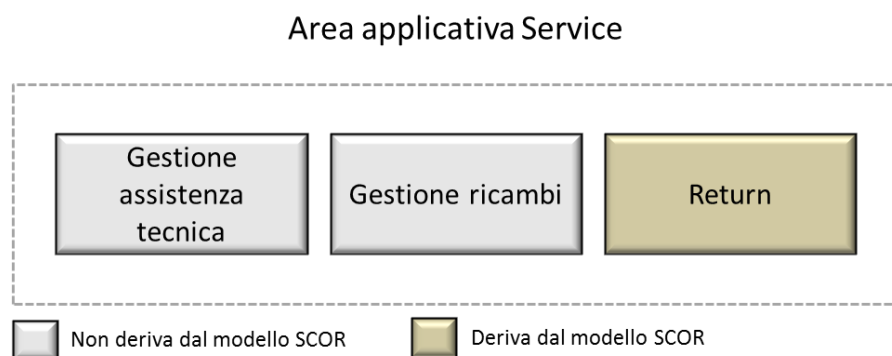 Area applicativa Service
Gestione
assistenza
tecnica
Gestione ricambi
Return
Non deriva dal modello SCOR
Deriva dal modello SCOR